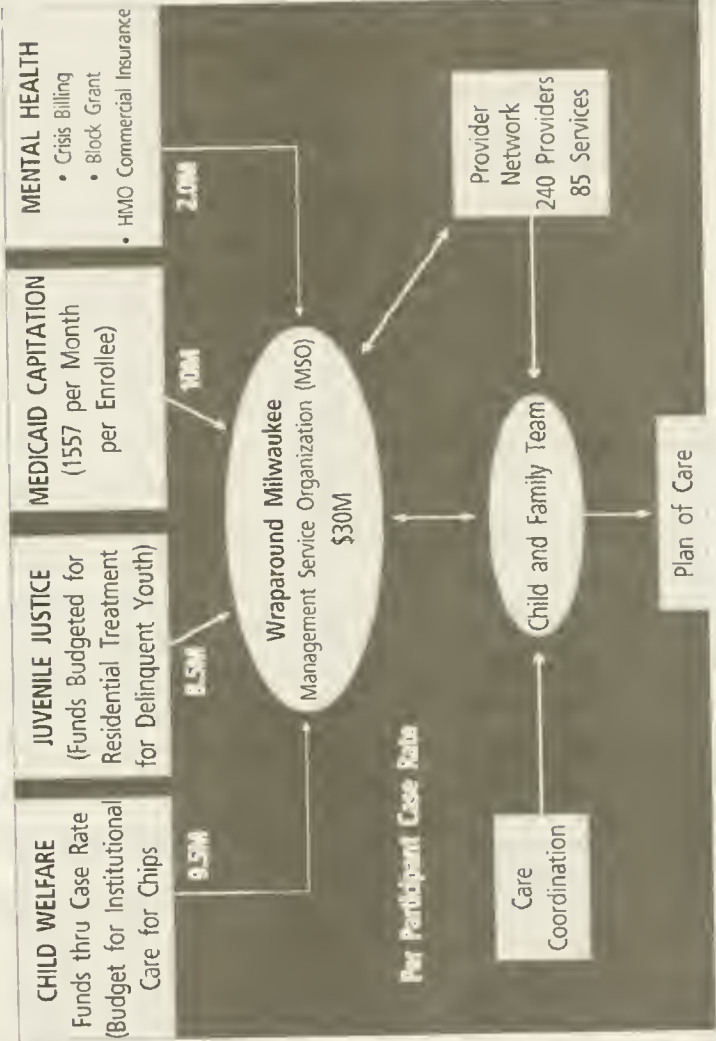 CHILD WELFARE
Funds thru Case Rate
(Budget for Institutional
Care for Chips
JUVENILE JUSTICE
(Funds Budgeted for
Residential Treatment
for Delinquent Youth)
MEDICAID CAPITATION
(1557 per Month
per Enrollee)
MENTAL HEALTH
• Crisis Billing
• Block Grant
• HMO Commercial Insurance
9.5M
8.5M
10M
2.0M
Wraparound Milwaukee
Management Service Organization (MSO)
$30M
Per Participant Case Rate
Care
Coordination
Child and Family Team
Provider
Network
240 Providers
85 Services
Plan of Care